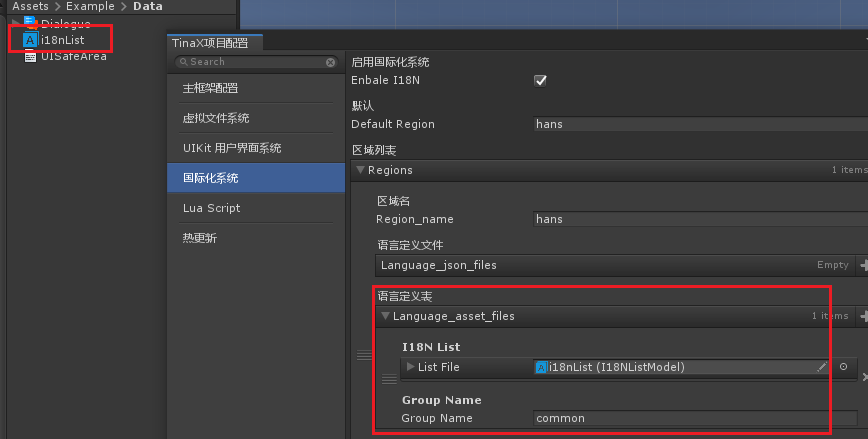 Assets > Example > Data
Dialogue
i18nList
UISafeArea
TinaX项目配置
Search
主框架配置
虚拟文件系统
UIKit 用户界面系统
国际化系统
Lua Script
热更新
启用国际化系统
Enbale I18N
默认
Default Region hans
区域列表
Regions 1 items
区域名
Region_name hans
语言定义文件
Language_json_files Empty
语言定义表
Language_asset_files 1 items
I18N List
List File i18nList (I18NListModel)
Group Name
Group Name common